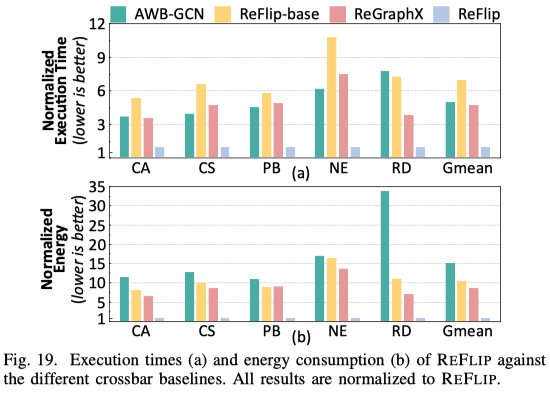 AWB-GCN ReFlip-base ReGraphX ReFlip
Normalized
Execution Time
(lower is better)
12
9
6
3
1
CA CS PB NE RD Gmean
(a)
Normalized
Energy
(lower is better)
35
30
25
20
15
10
5
1
CA CS PB NE RD Gmean
(b)
Fig. 19. Execution times (a) and energy consumption (b) of REFLIP against
the different crossbar baselines. All results are normalized to REFLIP.